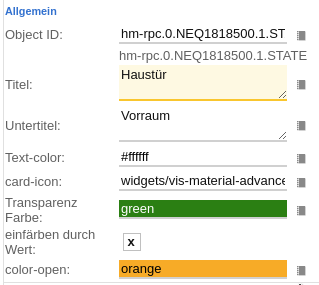 Allgemein
Object ID: hm-rpc.0.NEQ1818500.1.ST
hm-rpc.0.NEQ1818500.1.STATE
Titel: Haustür
Untertitel: Vorraum
Text-color: #ffffff
card-icon: widgets/vis-material-advance
Transparenz
Farbe: green
einfärben durch
Wert: x
color-open: orange